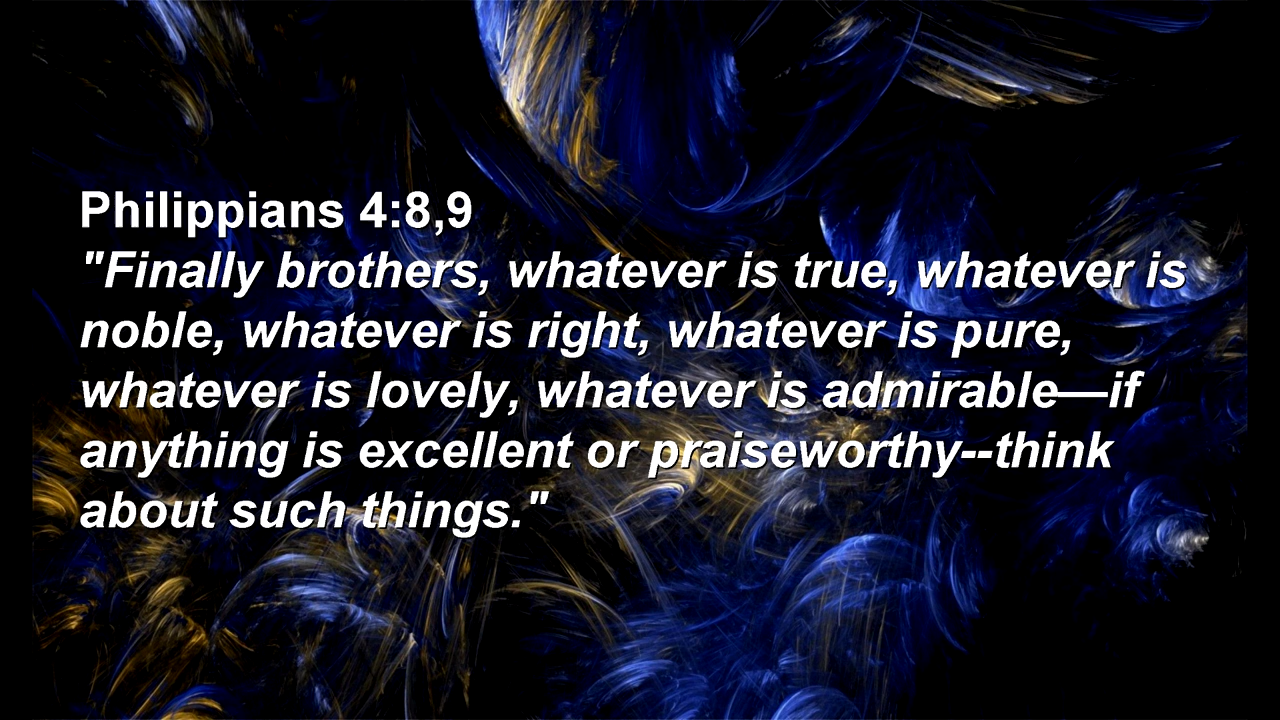 Philippians 4:8,9
"Finally brothers, whatever is true, whatever is
noble, whatever is right, whatever is pure,
whatever is lovely, whatever is admirable—if
anything is excellent or praiseworthy--think
about such things."